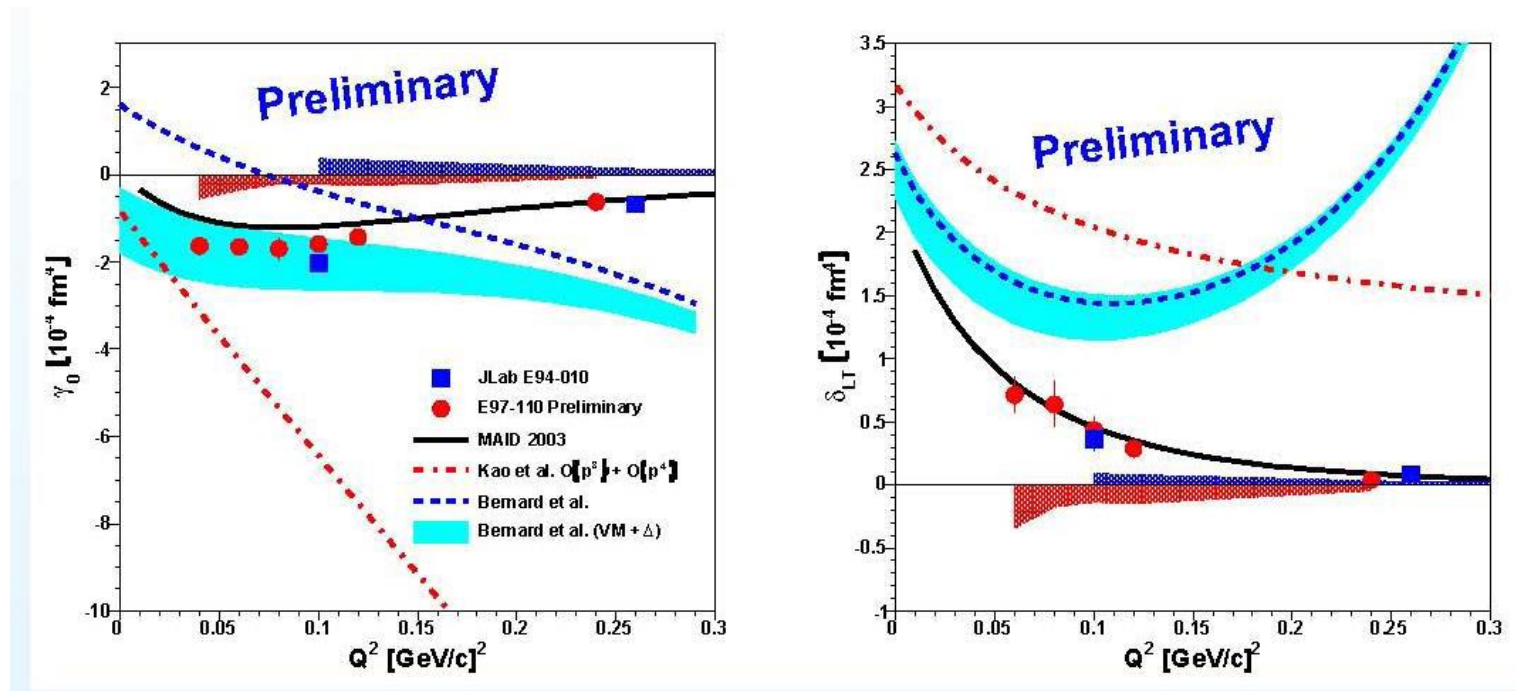 Preliminary
2
0
-2
-4
-6
-8
-10
γ₀ [10⁻⁴ fm⁴]
JLab E94-010
E97-110 Preliminary
MAID 2003
Kao et al. O[p³]+ O[p⁴]
Bernard et al.
Bernard et al. (VM + Δ)
0 0.05 0.1 0.15 0.2 0.25 0.3
Q² [GeV/c]²
Preliminary
3.5
3
2.5
2
1.5
1
0.5
0
-0.5
-1
δLT [10⁻⁴ fm⁴]
0 0.05 0.1 0.15 0.2 0.25 0.3
Q² [GeV/c]²